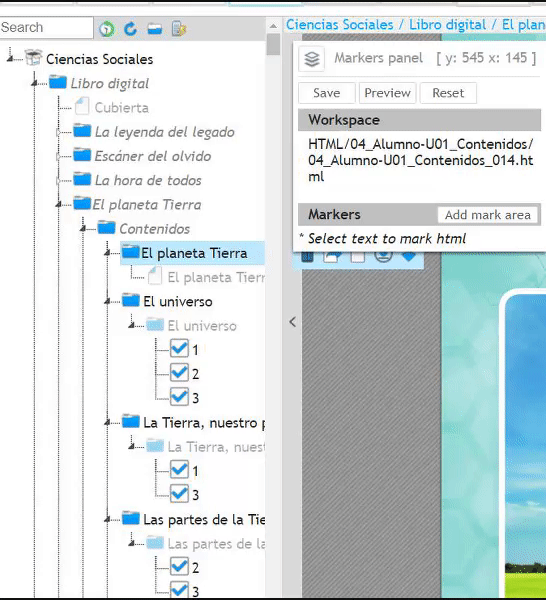 Search
Ciencias Sociales
Libro digital
Cubierta
La leyenda del legado
Escáner del olvido
La hora de todos
El planeta Tierra
Contenidos
El planeta Tierra
El planeta Tierr
El universo
El universo
1
2
3
La Tierra, nuestro p
La Tierra, nuest
1
3
Las partes de la Tie
Las partes de la
2
3
Ciencias Sociales / Libro digital / El plan
Markers panel [ y: 545 x: 145 ]
Save Preview Reset
Workspace
HTML/04_Alumno-U01_Contenidos/
04_Alumno-U01_Contenidos_014.ht
ml
Markers Add mark area
* Select text to mark html